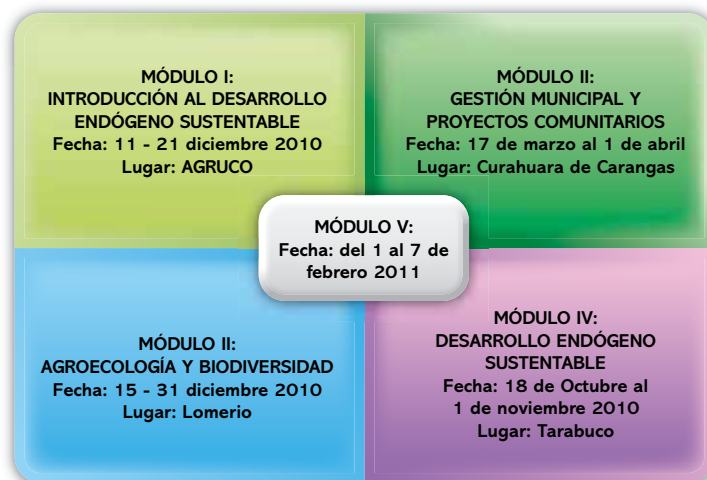 MÓDULO I:
INTRODUCCIÓN AL DESARROLLO
ENDÓGENO SUSTENTABLE
Fecha: 11 - 21 diciembre 2010
Lugar: AGRUCO
MÓDULO II:
GESTIÓN MUNICIPAL Y
PROYECTOS COMUNITARIOS
Fecha: 17 de marzo al 1 de abril
Lugar: Curahuara de Carangas
MÓDULO V:
Fecha: del 1 al 7 de
febrero 2011
MÓDULO II:
AGROECOLOGÍA Y BIODIVERSIDAD
Fecha: 15 - 31 diciembre 2010
Lugar: Lomerio
MÓDULO IV:
DESARROLLO ENDÓGENO
SUSTENTABLE
Fecha: 18 de Octubre al
1 de noviembre 2010
Lugar: Tarabuco